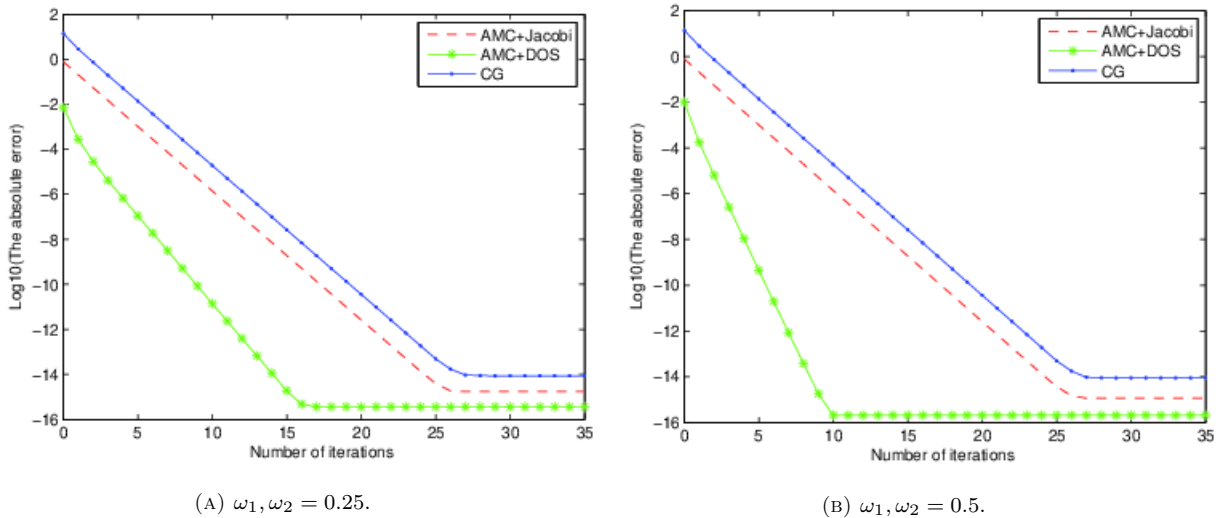 2
0
−2
−4
−6
−8
−10
−12
−14
−16
Log10(The absolute error)
0 5 10 15 20 25 30 35
Number of iterations
AMC+Jacobi
AMC+DOS
CG
(A) ω1, ω2 = 0.25.
2
0
−2
−4
−6
−8
−10
−12
−14
−16
Log10(The absolute error)
0 5 10 15 20 25 30 35
Number of iterations
AMC+Jacobi
AMC+DOS
CG
(B) ω1, ω2 = 0.5.